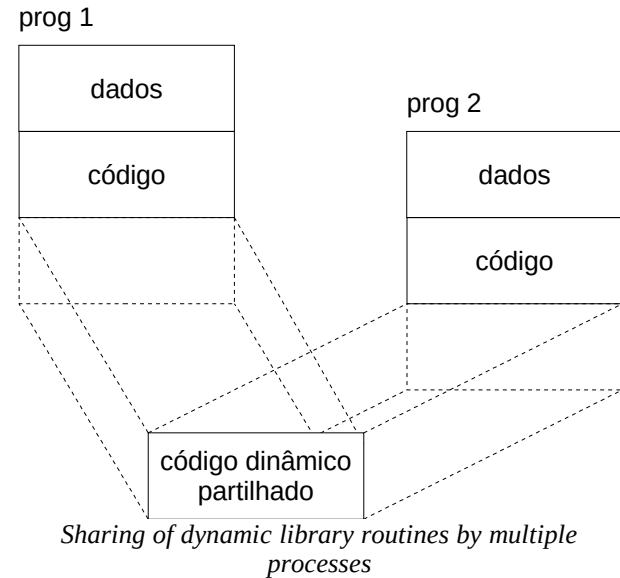 prog 1
dados
código
prog 2
dados
código
código dinâmico
partilhado
Sharing of dynamic library routines by multiple
processes